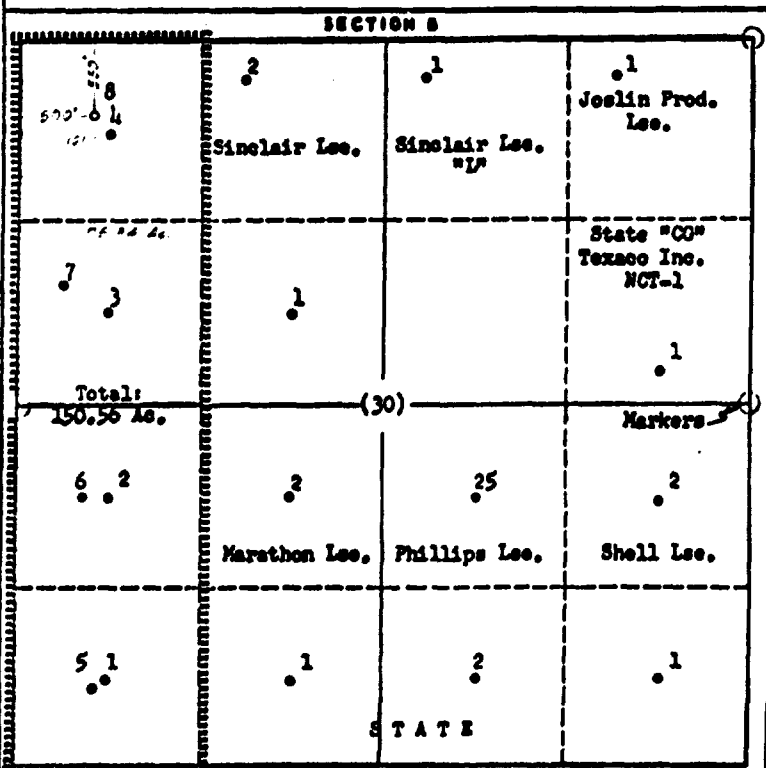 SECTION B
2
1
1
8
4
500'
Joslin Prod.
Lse.
Sinclair Lse.
Sinclair Lse.
"L"
State "CO"
Texaco Inc.
NCT-1
7
3
1
1
Total:
150.56 Ac.
(30)
Markers
6
2
2
25
2
Marathon Lse.
Phillips Lse.
Shell Lse.
5
1
1
2
1
STATE